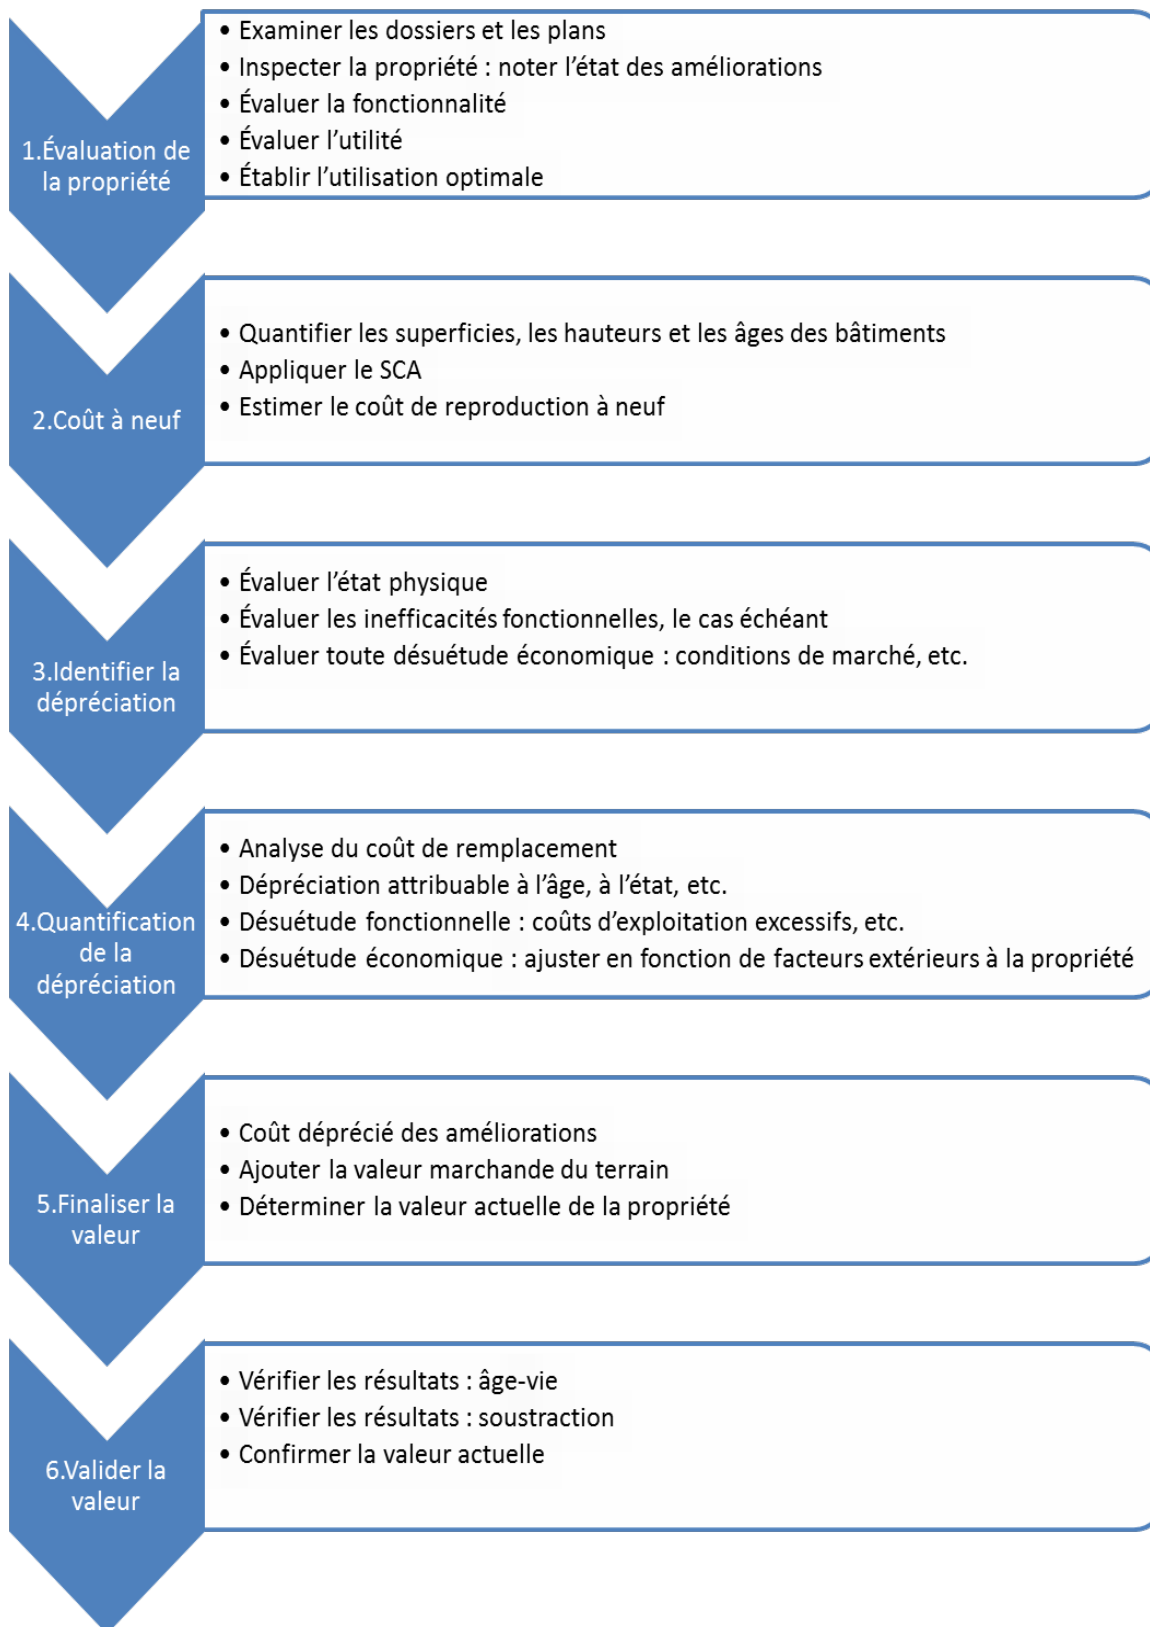 1.Évaluation de
la propriété
• Examiner les dossiers et les plans
• Inspecter la propriété : noter l’état des améliorations
• Évaluer la fonctionnalité
• Évaluer l’utilité
• Établir l’utilisation optimale
2.Coût à neuf
• Quantifier les superficies, les hauteurs et les âges des bâtiments
• Appliquer le SCA
• Estimer le coût de reproduction à neuf
3.Identifier la
dépréciation
• Évaluer l’état physique
• Évaluer les inefficacités fonctionnelles, le cas échéant
• Évaluer toute désuétude économique : conditions de marché, etc.
4.Quantification
de la
dépréciation
• Analyse du coût de remplacement
• Dépréciation attribuable à l’âge, à l’état, etc.
• Désuétude fonctionnelle : coûts d’exploitation excessifs, etc.
• Désuétude économique : ajuster en fonction de facteurs extérieurs à la propriété
5.Finaliser la
valeur
• Coût déprécié des améliorations
• Ajouter la valeur marchande du terrain
• Déterminer la valeur actuelle de la propriété
6.Valider la
valeur
• Vérifier les résultats : âge-vie
• Vérifier les résultats : soustraction
• Confirmer la valeur actuelle